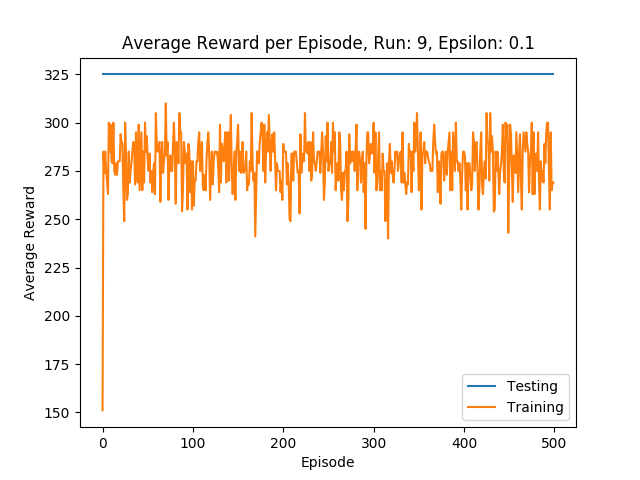 Average Reward per Episode, Run: 9, Epsilon: 0.1
325
300
275
250
225
200
175
150
Average Reward
0
100
200
300
400
500
Episode
Testing
Training